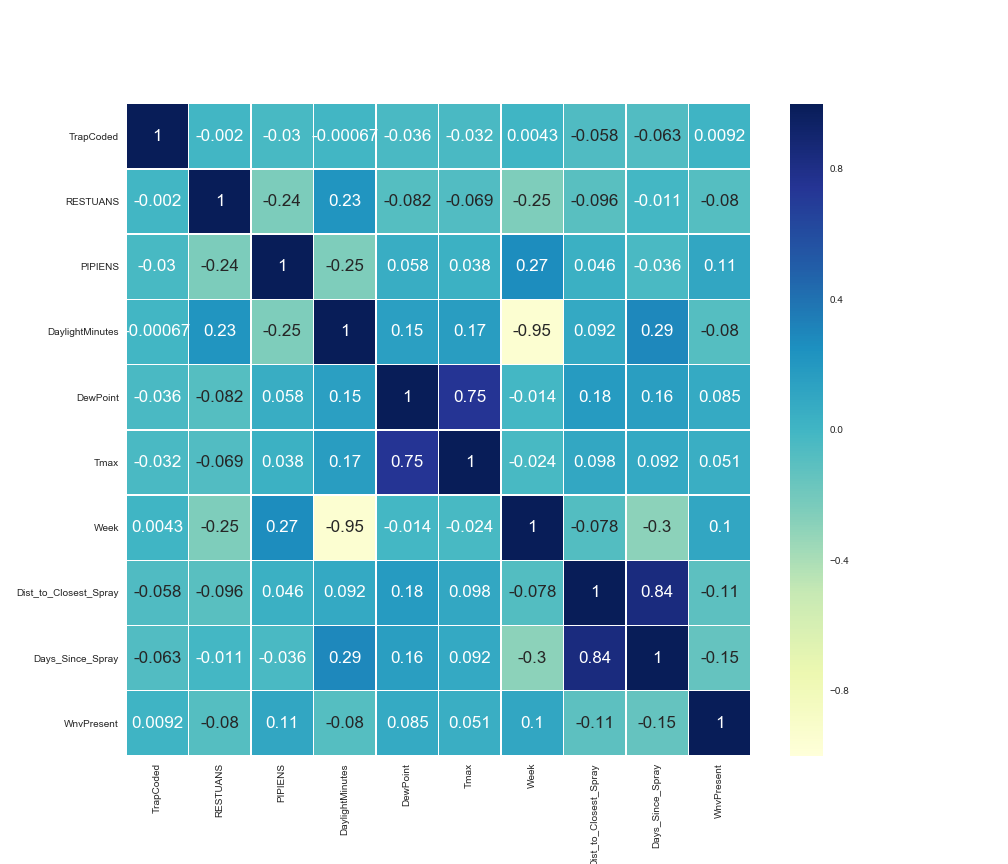 TrapCoded 1 -0.002 -0.03 -0.00067 -0.036 -0.032 0.0043 -0.058 -0.063 0.0092
RESTUANS -0.002 1 -0.24 0.23 -0.082 -0.069 -0.25 -0.096 -0.011 -0.08
PIPIENS -0.03 -0.24 1 -0.25 0.058 0.038 0.27 0.046 -0.036 0.11
DaylightMinutes -0.00067 0.23 -0.25 1 0.15 0.17 -0.95 0.092 0.29 -0.08
DewPoint -0.036 -0.082 0.058 0.15 1 0.75 -0.014 0.18 0.16 0.085
Tmax -0.032 -0.069 0.038 0.17 0.75 1 -0.024 0.098 0.092 0.051
Week 0.0043 -0.25 0.27 -0.95 -0.014 -0.024 1 -0.078 -0.3 0.1
Dist_to_Closest_Spray -0.058 -0.096 0.046 0.092 0.18 0.098 -0.078 1 0.84 -0.11
Days_Since_Spray -0.063 -0.011 -0.036 0.29 0.16 0.092 -0.3 0.84 1 -0.15
WnvPresent 0.0092 -0.08 0.11 -0.08 0.085 0.051 0.1 -0.11 -0.15 1
TrapCoded
RESTUANS
PIPIENS
DaylightMinutes
DewPoint
Tmax
Week
ist_to_Closest_Spray
Days_Since_Spray
WnvPresent
0.8
0.4
0.0
-0.4
-0.8